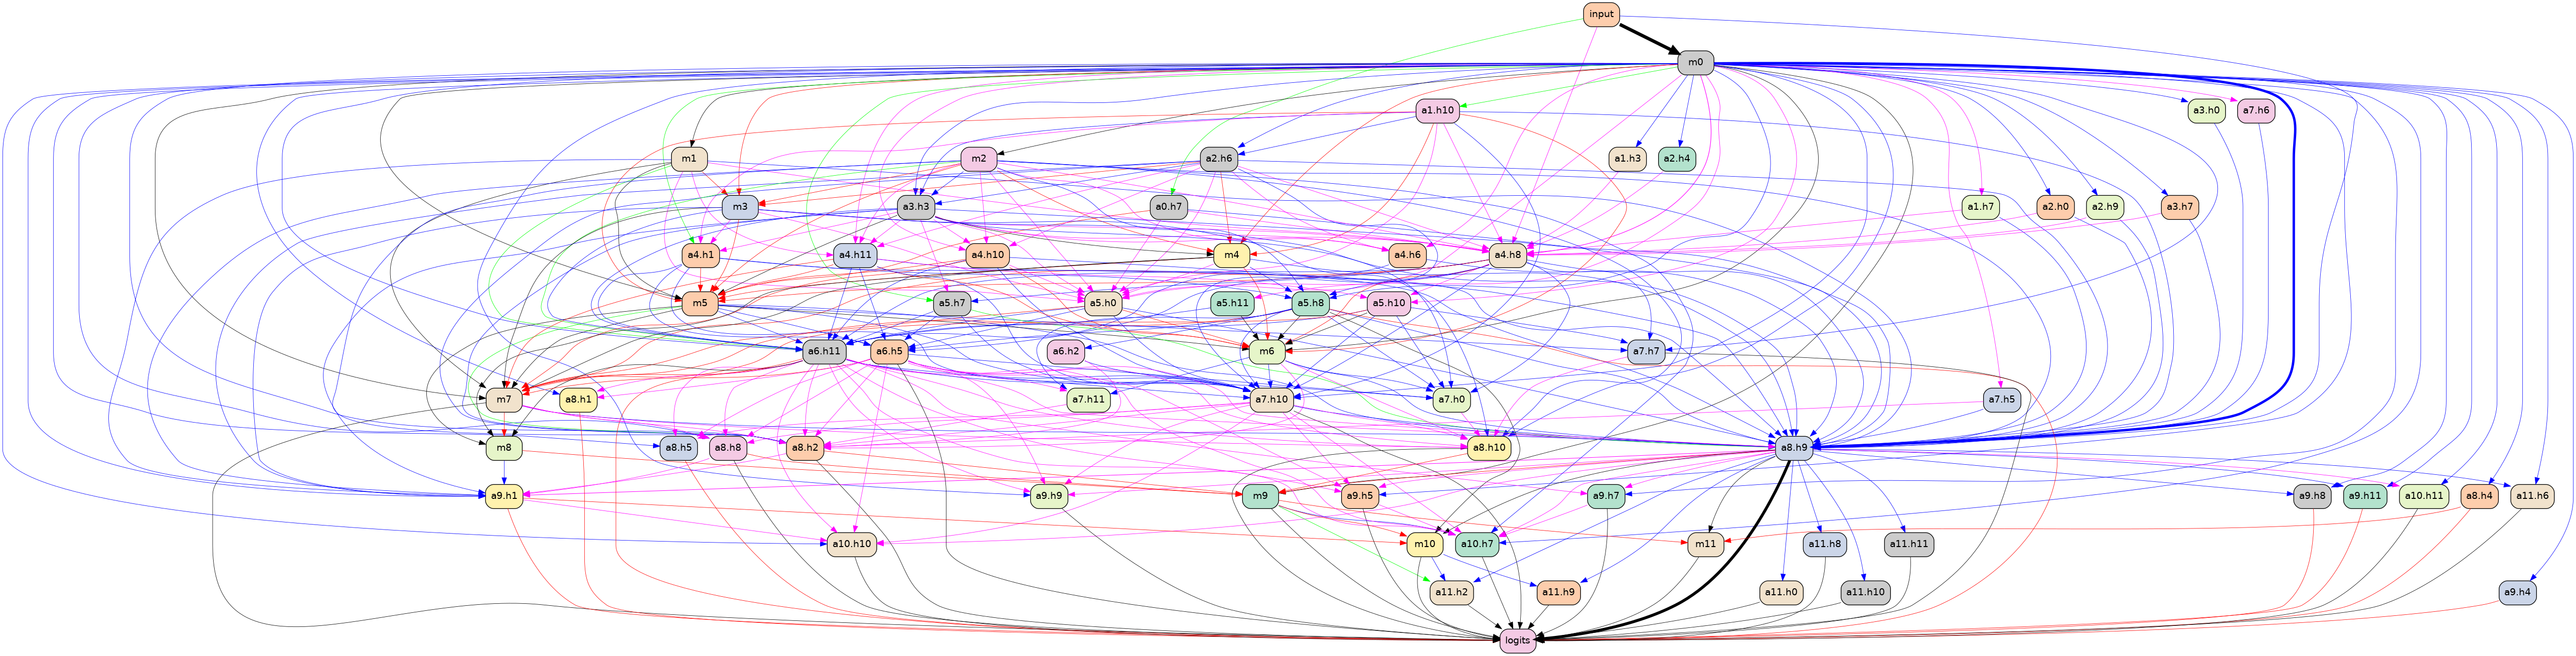 input
m0
a1.h10 a3.h0 a7.h6
m1 m2 a2.h6 a1.h3 a2.h4
m3 a3.h3 a0.h7 a1.h7 a2.h0 a2.h9 a3.h7
a4.h1 a4.h11 a4.h10 m4 a4.h6 a4.h8
m5 a5.h7 a5.h0 a5.h11 a5.h8 a5.h10
a6.h11 a6.h5 a6.h2 m6 a7.h7
m7 a8.h1 a7.h11 a7.h10 a7.h0 a7.h5
m8 a8.h5 a8.h8 a8.h2 a8.h10 a8.h9
a9.h1 a9.h9 m9 a9.h5 a9.h7 a9.h8 a9.h11 a10.h11 a8.h4 a11.h6
a10.h10 m10 a10.h7 m11 a11.h8 a11.h11
a11.h2 a11.h9 a11.h0 a11.h10 a9.h4
logits